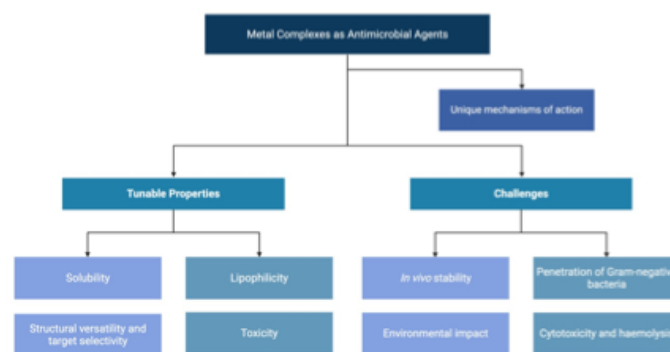 Metal Complexes as Antimicrobial Agents
Unique mechanisms of action
Tunable Properties
Challenges
Solubility
Lipophilicity
In vivo stability
Penetration of Gram-negative
bacteria
Structural versatility and
target selectivity
Toxicity
Environmental impact
Cytotoxicity and haemolysis